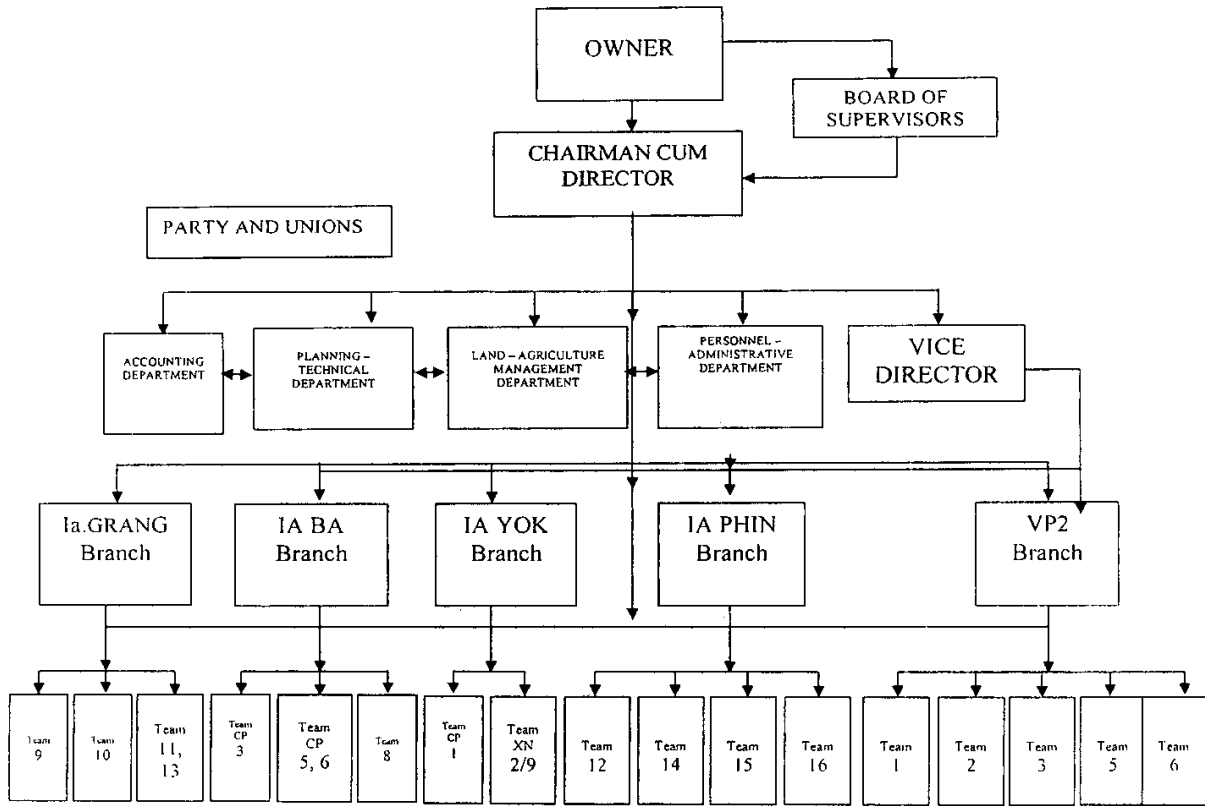 OWNER
BOARD OF
SUPERVISORS
CHAIRMAN CUM
DIRECTOR
PARTY AND UNIONS
ACCOUNTING
DEPARTMENT
PLANNING –
TECHNICAL
DEPARTMENT
LAND – AGRICULTURE
MANAGEMENT
DEPARTMENT
PERSONNEL –
ADMINISTRATIVE
DEPARTMENT
VICE
DIRECTOR
Ia.GRANG
Branch
IA BA
Branch
IA YOK
Branch
IA PHIN
Branch
VP2
Branch
Team
9
Team
10
Team
11,
13
Team
CP
3
Team
CP
5, 6
Team
8
Team
CP
1
Team
XN
2/9
Team
12
Team
14
Team
15
Team
16
Team
1
Team
2
Team
3
Team
5
Team
6